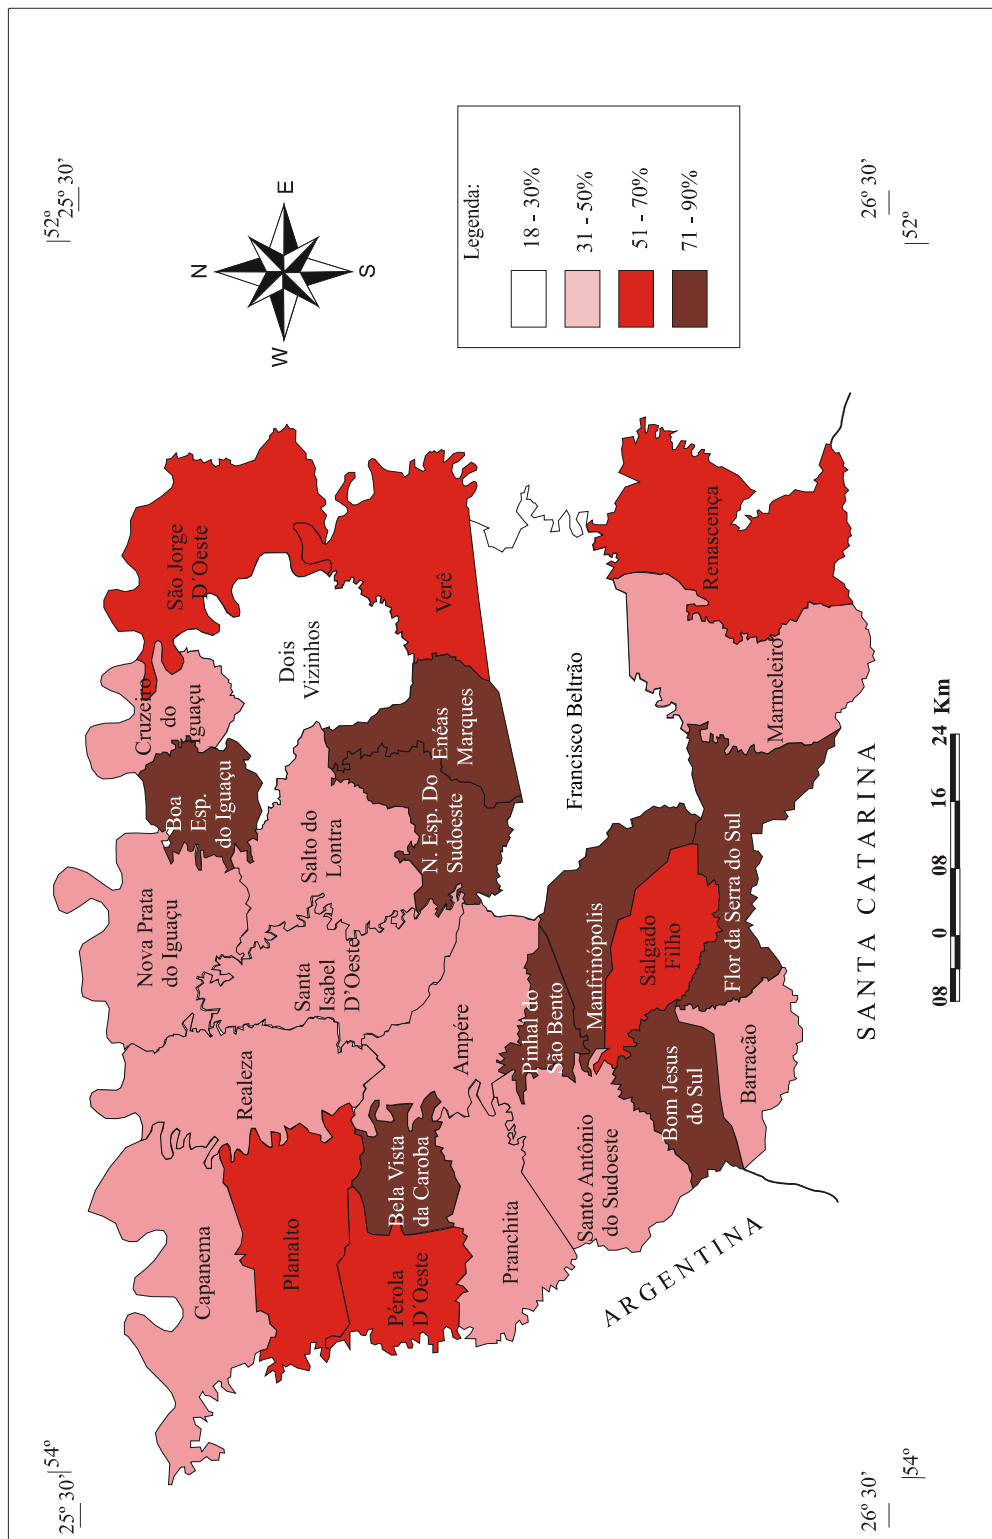 25º 30'
52º
25º 30'
54º
26º 30'
52º
26º 30'
54º
N
E
S
W
Legenda:
18 - 30%
31 - 50%
51 - 70%
71 - 90%
São Jorge
D´Oeste
Cruzeiro
do
Iguaçu
Boa
Esp.
do Iguaçu
Nova Prata
do Iguaçu
Dois
Vizinhos
Verê
Enéas
Marques
N. Esp. Do
Sudoeste
Salto do
Lontra
Santa
Isabel
D'Oeste
Realeza
Capanema
Planalto
Pérola
D´Oeste
Bela Vista
da Caroba
Ampére
Pranchita
Santo Antônio
do Sudoeste
Pinhal do
São Bento
Manfrinópolis
Salgado
Filho
Francisco Beltrão
Renascença
Marmeleiro
Flor da Serra do Sul
Bom Jesus
do Sul
Barracão
ARGENTINA
SANTA CATARINA
08 0 08 16 24 Km